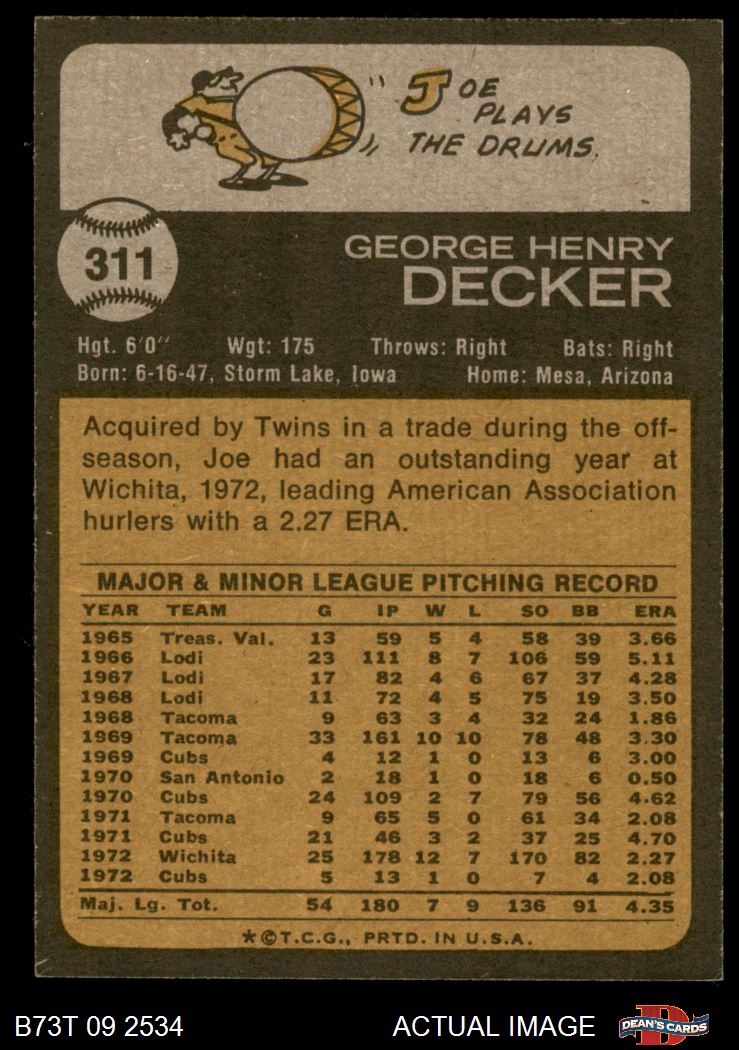 JOE
PLAYS
THE DRUMS.
311
GEORGE HENRY
DECKER
Hgt. 6'0" Wgt: 175 Throws: Right Bats: Right
Born: 6-16-47, Storm Lake, Iowa Home: Mesa, Arizona
Acquired by Twins in a trade during the off-
season, Joe had an outstanding year at
Wichita, 1972, leading American Association
hurlers with a 2.27 ERA.
MAJOR & MINOR LEAGUE PITCHING RECORD
YEAR TEAM G IP W L SO BB ERA
1965 Treas. Val. 13 59 5 4 58 39 3.66
1966 Lodi 23 111 8 7 106 59 5.11
1967 Lodi 17 82 4 6 67 37 4.28
1968 Lodi 11 72 4 5 75 19 3.50
1968 Tacoma 9 63 3 4 32 24 1.86
1969 Tacoma 33 161 10 10 78 48 3.30
1969 Cubs 4 12 1 0 13 6 3.00
1970 San Antonio 2 18 1 0 18 6 0.50
1970 Cubs 24 109 2 7 79 56 4.62
1971 Tacoma 9 65 5 0 61 34 2.08
1971 Cubs 21 46 3 2 37 25 4.70
1972 Wichita 25 178 12 7 170 82 2.27
1972 Cubs 5 13 1 0 7 4 2.08
Maj. Lg. Tot. 54 180 7 9 136 91 4.35
*©T.C.G., PRTD. IN U.S.A.
B73T 09 2534 ACTUAL IMAGE
D
DEAN'S CARDS